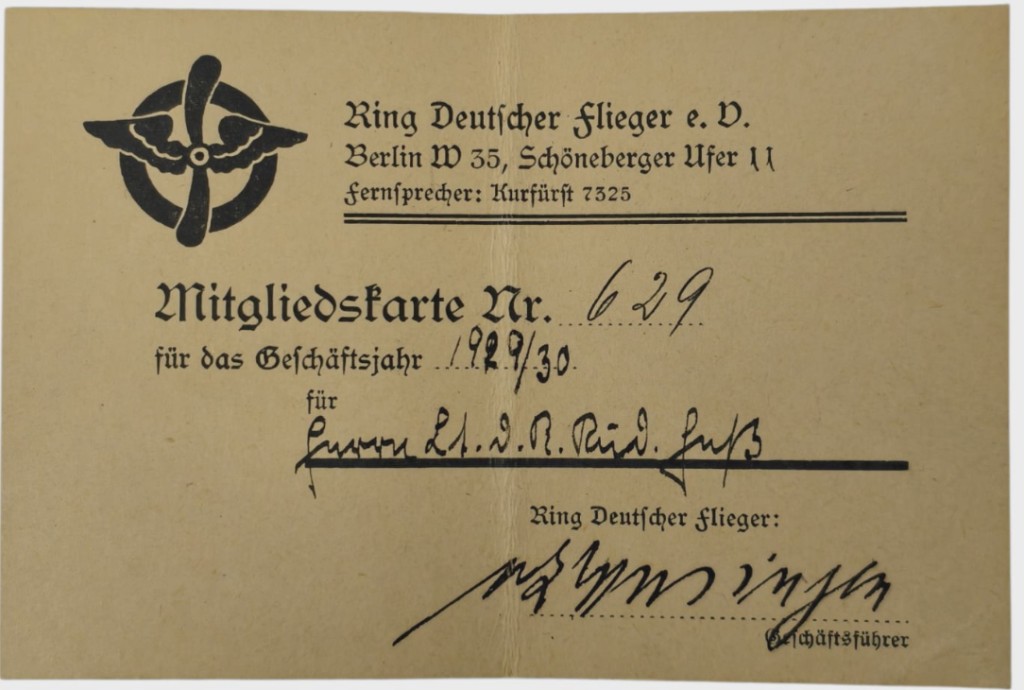 Ring Deutscher Flieger e. V.
Berlin W 35, Schöneberger Ufer 11
Fernsprecher: Kurfürst 7325
Mitgliedskarte Nr. 629
für das Geschäftsjahr 1929/30
für
Herrn Lt. d. R. Rud. Heß
Ring Deutscher Flieger:
Geschäftsführer